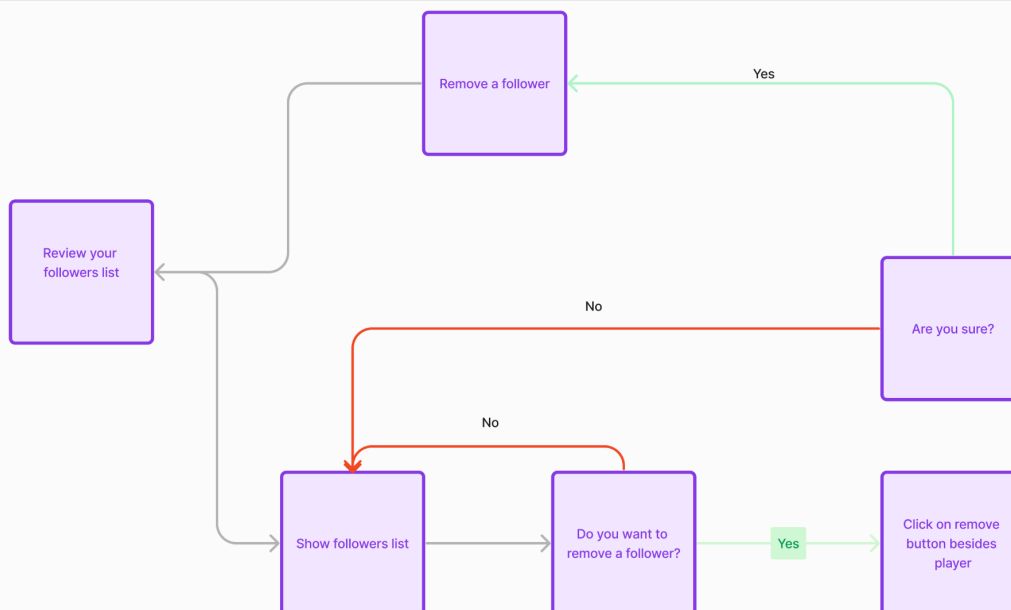 Remove a follower
Yes
Review your
followers list
No
Are you sure?
No
Show followers list
Do you want to
remove a follower?
Yes
Click on remove
button besides
player